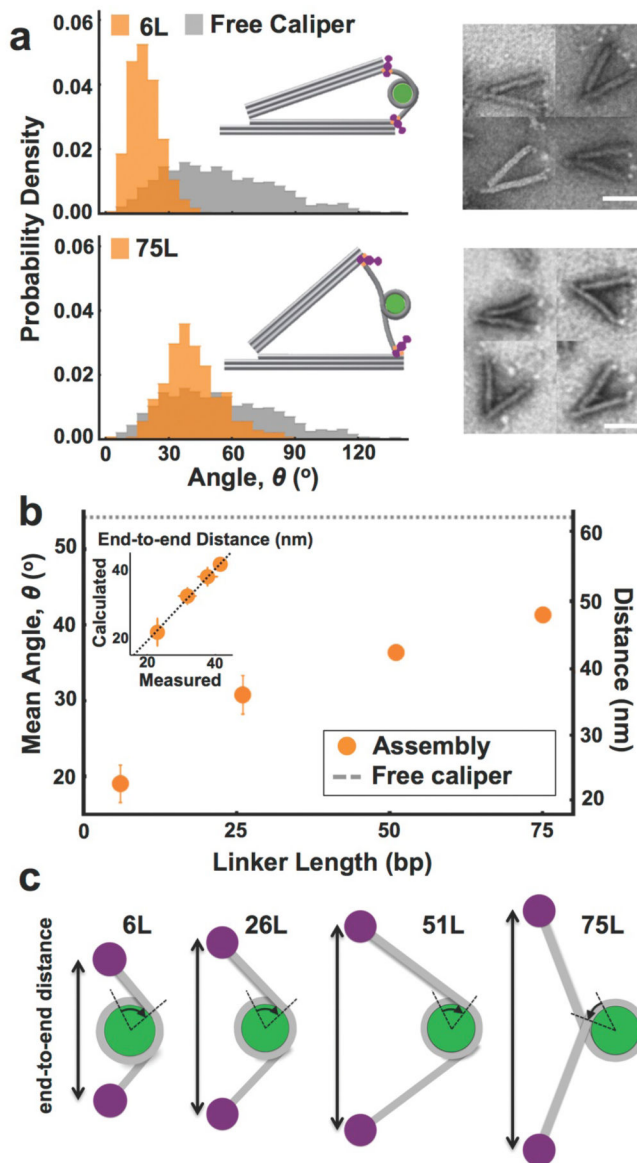 a
6L Free Caliper
0.06
0.04
0.02
0.00
75L
0.06
0.04
0.02
0.00
Probability Density
0 30 60 90 120
Angle, θ (°)
b
End-to-end Distance (nm)
Calculated
40
20
20 40
Measured
Mean Angle, θ (°)
50
40
30
20
Distance (nm)
60
50
40
30
20
Assembly
Free caliper
0 25 50 75
Linker Length (bp)
c
6L 26L 51L 75L
end-to-end distance